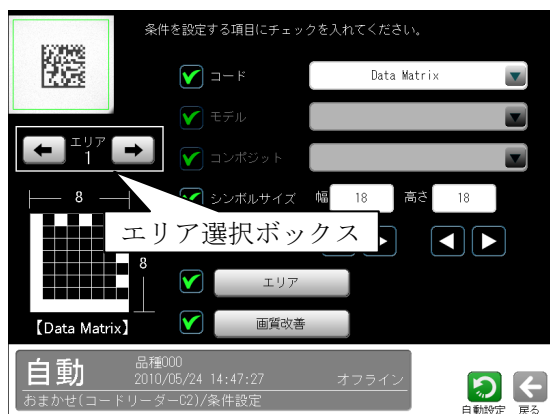 条件を設定する項目にチェックを入れてください。
コード
Data Matrix
モデル
エリア
1
コンポジット
シンボルサイズ 幅 18 高さ 18
8
エリア選択ボックス
8
エリア
【Data Matrix】
画質改善
自動
品種000
2010/05/24 14:47:27
オフライン
おまかせ(コードリーダーC2)/条件設定
自動設定
戻る